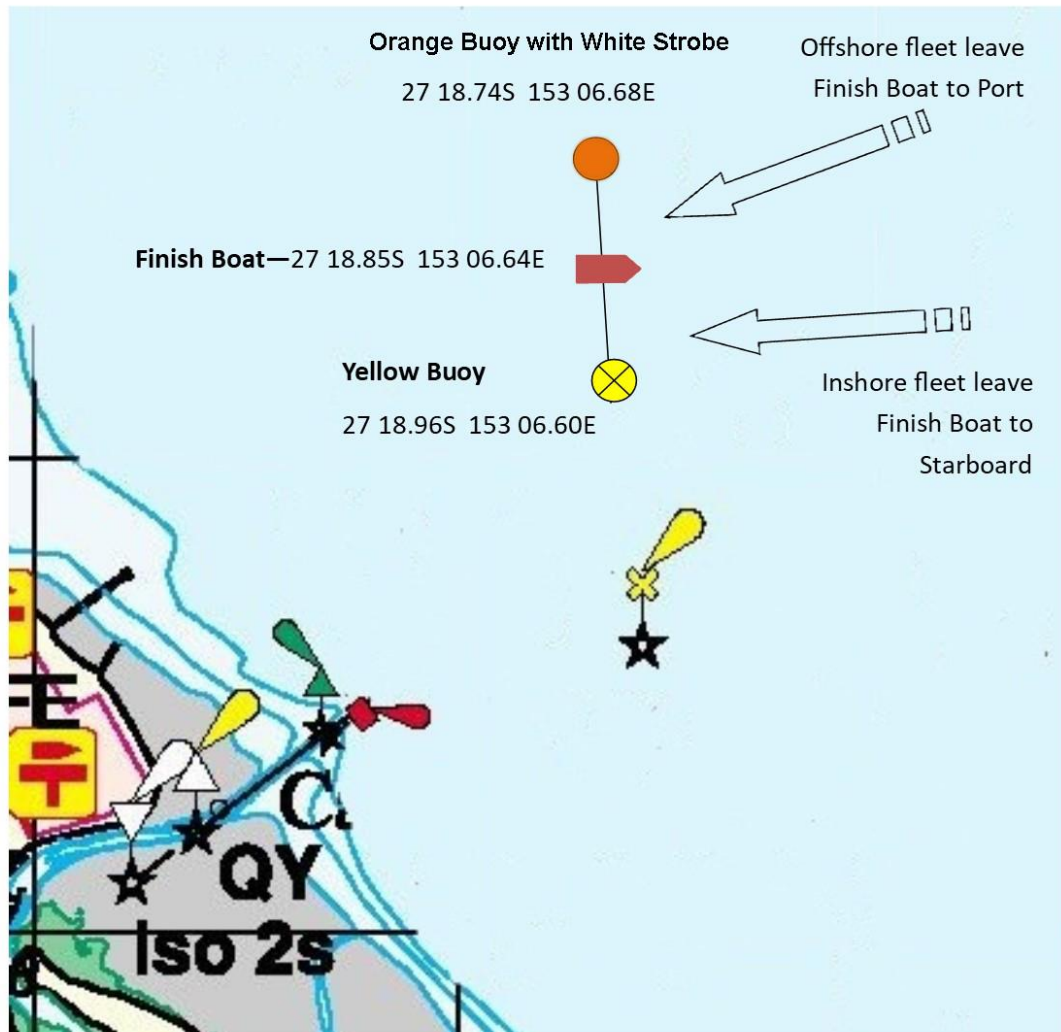 Orange Buoy with White Strobe
27 18.74S 153 06.68E
Offshore fleet leave
Finish Boat to Port
Finish Boat—27 18.85S 153 06.64E
Yellow Buoy
27 18.96S 153 06.60E
Inshore fleet leave
Finish Boat to
Starboard
QY
Iso 2s